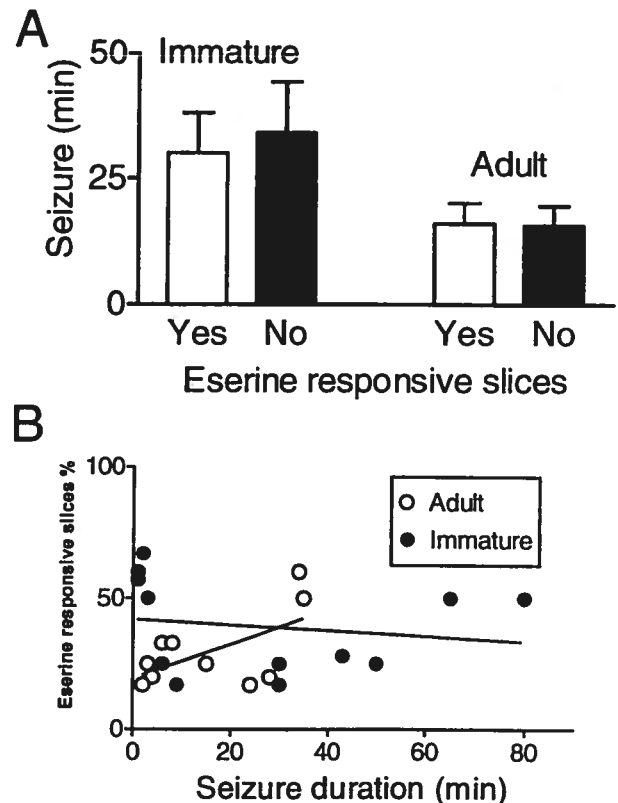 A
50
Immature
Seizure (min)
25
Adult
0
Yes No Yes No
Eserine responsive slices
B
100
Eserine responsive slices %
Adult
Immature
50
0
0 20 40 60 80
Seizure duration (min)